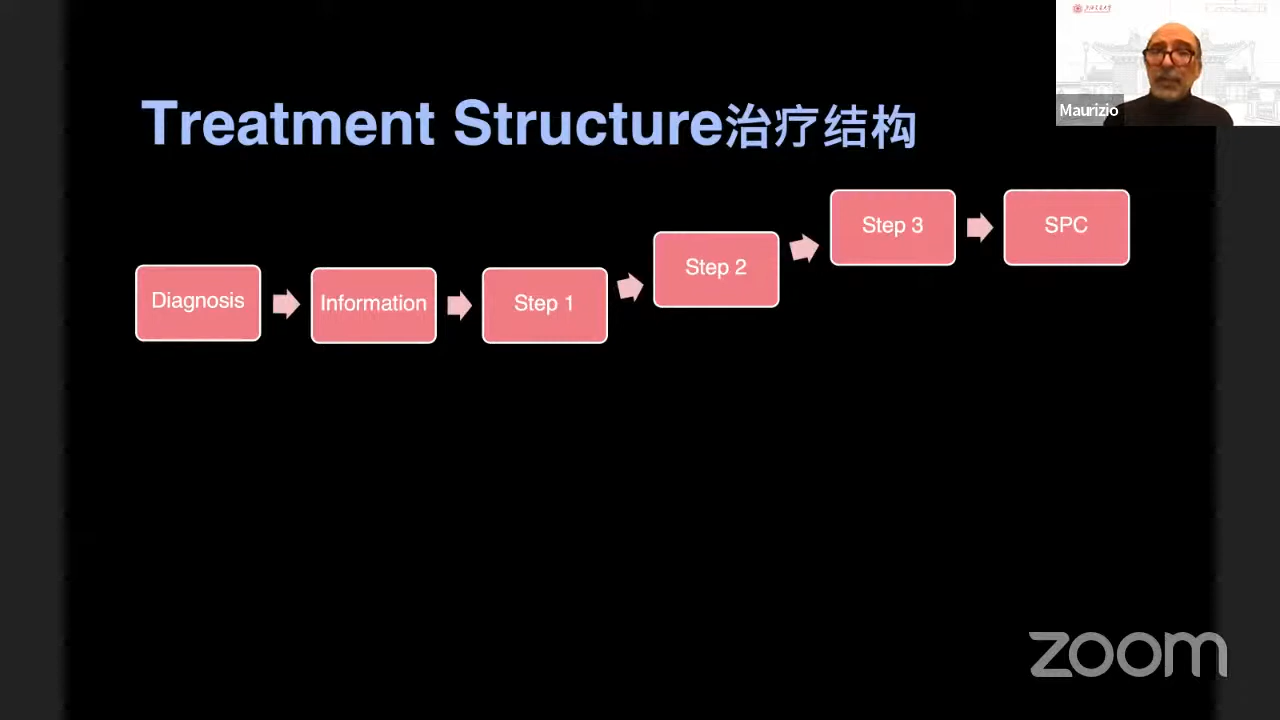 Maurizio
Treatment Structure治疗结构
Diagnosis
Information
Step 1
Step 2
Step 3
SPC
zoom